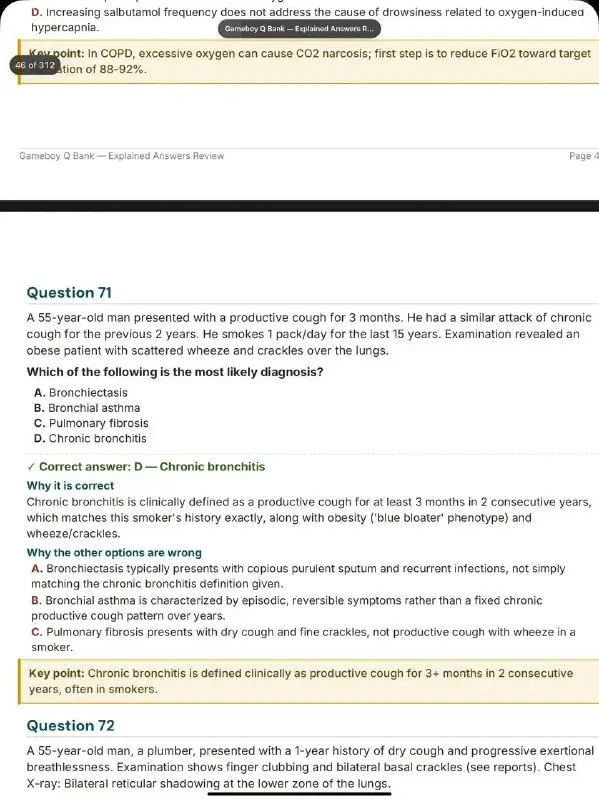 D. Increasing salbutamol frequency does not address the cause of drowsiness related to oxygen-induced
hypercapnia.
Gameboy Q Bank — Explained Answers R...
Key point: In COPD, excessive oxygen can cause CO2 narcosis; first step is to reduce FiO2 toward target
46 of 312
of 88-92%.
Gameboy Q Bank — Explained Answers Review
Page 4
Question 71
A 55-year-old man presented with a productive cough for 3 months. He had a similar attack of chronic
cough for the previous 2 years. He smokes 1 pack/day for the last 15 years. Examination revealed an
obese patient with scattered wheeze and crackles over the lungs.
Which of the following is the most likely diagnosis?
A. Bronchiectasis
B. Bronchial asthma
C. Pulmonary fibrosis
D. Chronic bronchitis
✓ Correct answer: D — Chronic bronchitis
Why it is correct
Chronic bronchitis is clinically defined as a productive cough for at least 3 months in 2 consecutive years,
which matches this smoker's history exactly, along with obesity ('blue bloater' phenotype) and
wheeze/crackles.
Why the other options are wrong
A. Bronchiectasis typically presents with copious purulent sputum and recurrent infections, not simply
matching the chronic bronchitis definition given.
B. Bronchial asthma is characterized by episodic, reversible symptoms rather than a fixed chronic
productive cough pattern over years.
C. Pulmonary fibrosis presents with dry cough and fine crackles, not productive cough with wheeze in a
smoker.
Key point: Chronic bronchitis is defined clinically as productive cough for 3+ months in 2 consecutive
years, often in smokers.
Question 72
A 55-year-old man, a plumber, presented with a 1-year history of dry cough and progressive exertional
breathlessness. Examination shows finger clubbing and bilateral basal crackles (see reports). Chest
X-ray: Bilateral reticular shadowing at the lower zone of the lungs.